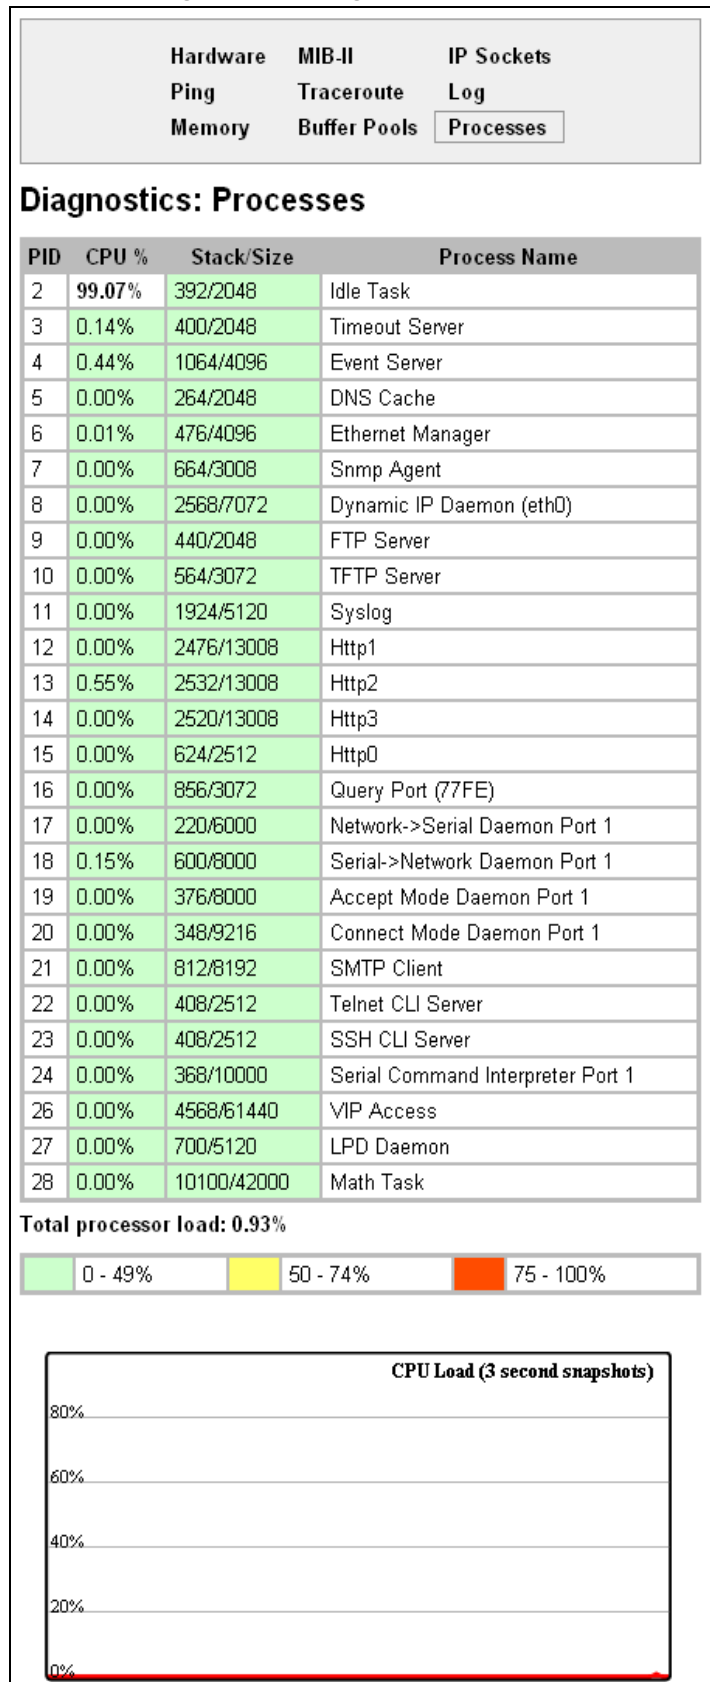 Hardware MIB-II IP Sockets
Ping Traceroute Log
Memory Buffer Pools Processes
Diagnostics: Processes
PID CPU % Stack/Size Process Name
2 99.07% 392/2048 Idle Task
3 0.14% 400/2048 Timeout Server
4 0.44% 1064/4096 Event Server
5 0.00% 264/2048 DNS Cache
6 0.01% 476/4096 Ethernet Manager
7 0.00% 664/3008 Snmp Agent
8 0.00% 2568/7072 Dynamic IP Daemon (eth0)
9 0.00% 440/2048 FTP Server
10 0.00% 564/3072 TFTP Server
11 0.00% 1924/5120 Syslog
12 0.00% 2476/13008 Http1
13 0.55% 2532/13008 Http2
14 0.00% 2520/13008 Http3
15 0.00% 624/2512 Http0
16 0.00% 856/3072 Query Port (77FE)
17 0.00% 220/6000 Network->Serial Daemon Port 1
18 0.15% 600/8000 Serial->Network Daemon Port 1
19 0.00% 376/8000 Accept Mode Daemon Port 1
20 0.00% 348/9216 Connect Mode Daemon Port 1
21 0.00% 812/8192 SMTP Client
22 0.00% 408/2512 Telnet CLI Server
23 0.00% 408/2512 SSH CLI Server
24 0.00% 368/10000 Serial Command Interpreter Port 1
26 0.00% 4568/61440 VIP Access
27 0.00% 700/5120 LPD Daemon
28 0.00% 10100/42000 Math Task
Total processor load: 0.93%
0 - 49% 50 - 74% 75 - 100%
CPU Load (3 second snapshots)
80%
60%
40%
20%
0%